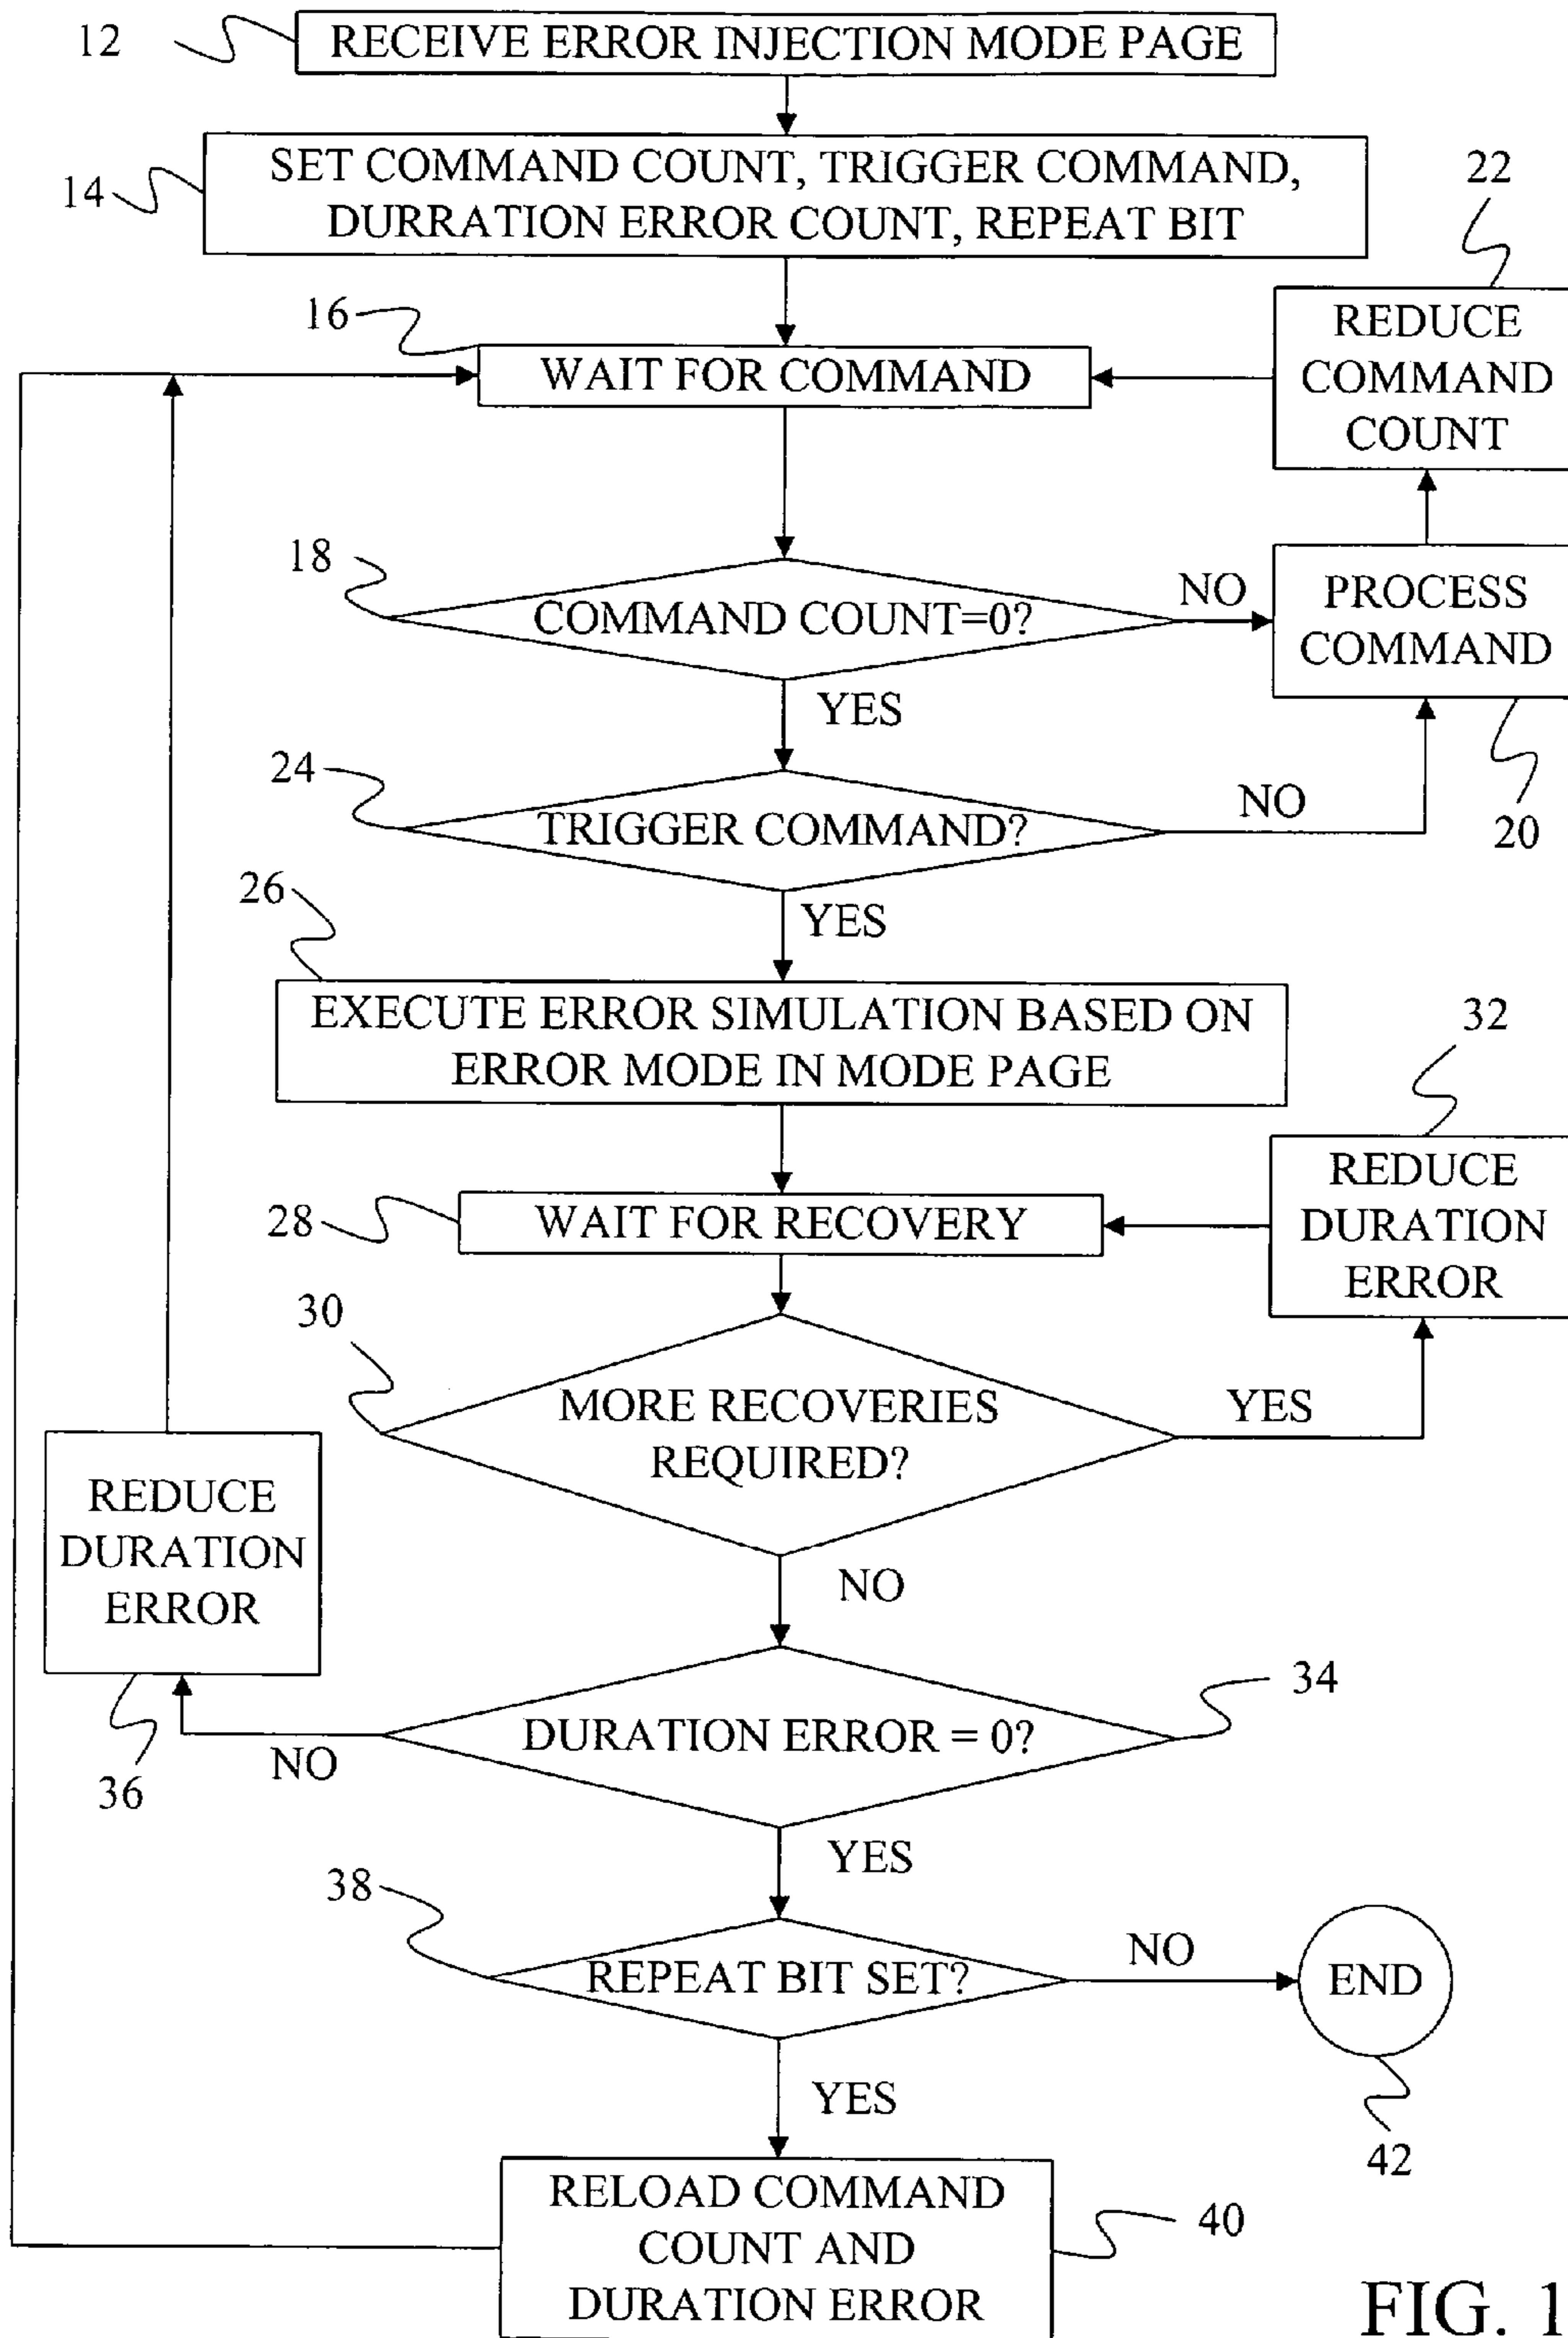 12
RECEIVE ERROR INJECTION MODE PAGE
14
SET COMMAND COUNT, TRIGGER COMMAND,
DURRATION ERROR COUNT, REPEAT BIT
22
REDUCE
COMMAND
COUNT
16
WAIT FOR COMMAND
18
COMMAND COUNT=0?
NO
PROCESS
COMMAND
20
YES
24
TRIGGER COMMAND?
NO
YES
26
EXECUTE ERROR SIMULATION BASED ON
ERROR MODE IN MODE PAGE
32
REDUCE
DURATION
ERROR
28
WAIT FOR RECOVERY
30
MORE RECOVERIES
REQUIRED?
YES
NO
REDUCE
DURATION
ERROR
36
34
DURATION ERROR = 0?
NO
YES
38
REPEAT BIT SET?
NO
END
42
YES
RELOAD COMMAND
COUNT AND
DURATION ERROR
40
FIG. 1